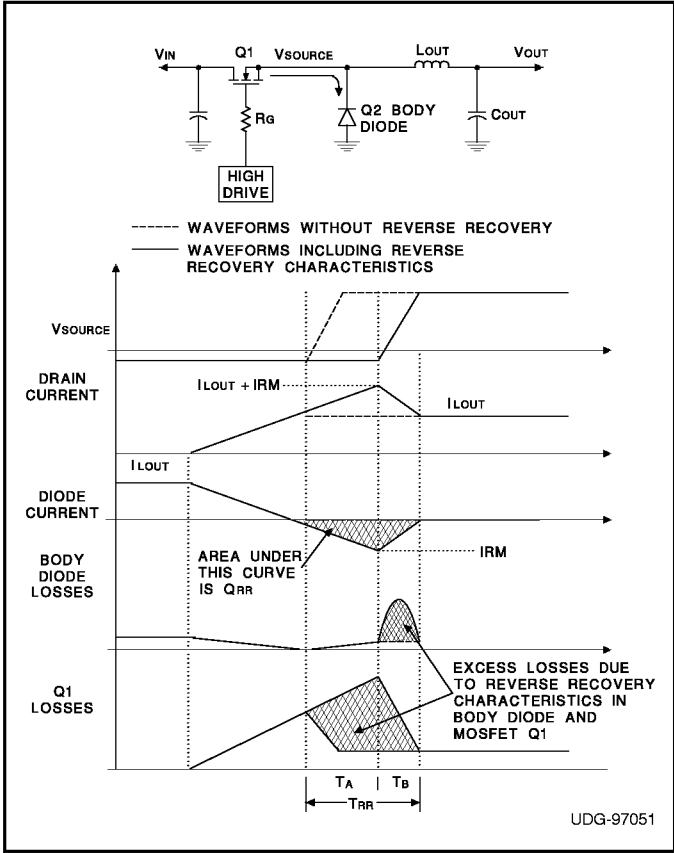 VIN Q1 VSOURCE LOUT VOUT
RG
Q2 BODY
DIODE
COUT
HIGH
DRIVE
WAVEFORMS WITHOUT REVERSE RECOVERY
WAVEFORMS INCLUDING REVERSE
RECOVERY CHARACTERISTICS
VSOURCE
DRAIN
CURRENT
ILOUT + IRM
ILOUT
ILOUT
DIODE
CURRENT
IRM
AREA UNDER
THIS CURVE
IS QRR
BODY
DIODE
LOSSES
EXCESS LOSSES DUE
TO REVERSE RECOVERY
CHARACTERISTICS IN
BODY DIODE AND
MOSFET Q1
Q1
LOSSES
TA TB
TRR
UDG-97051